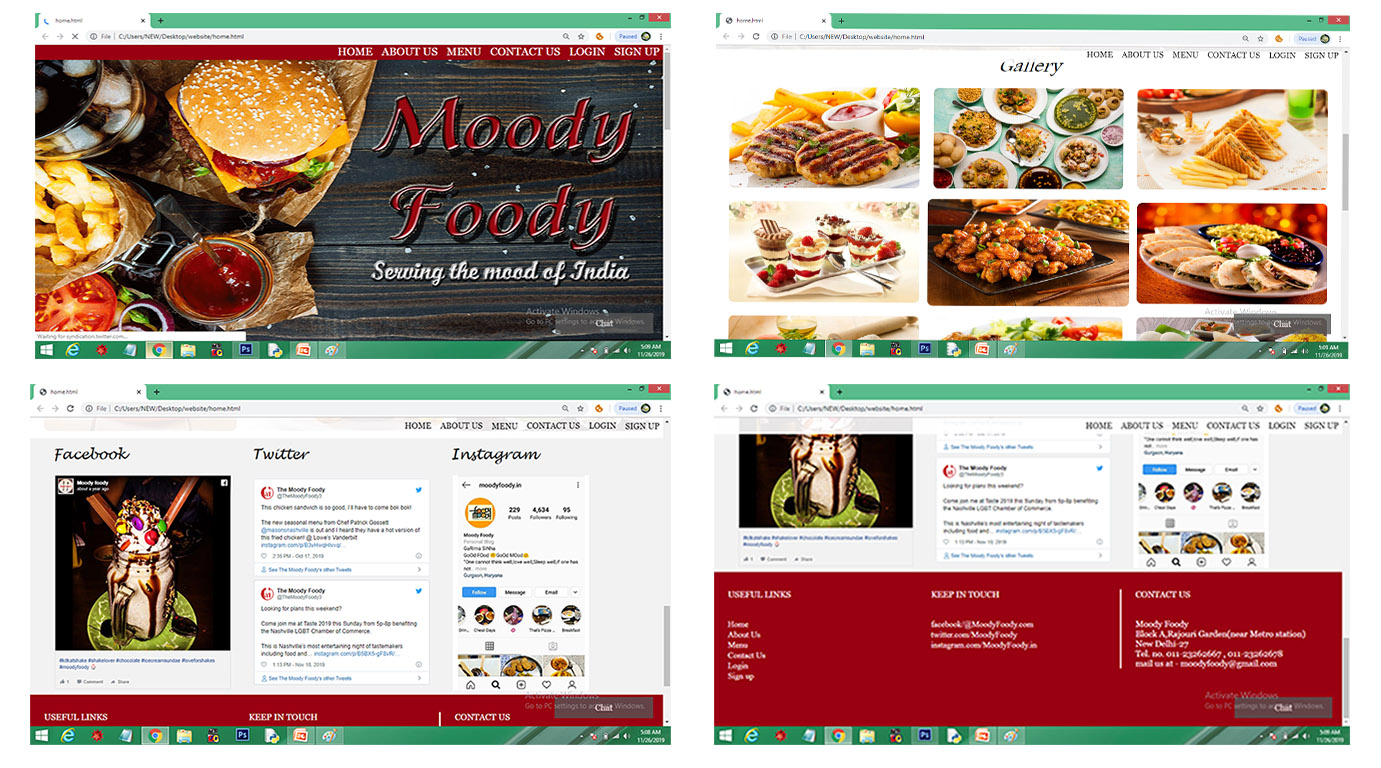 home.html
File C:/Users/NEW/Desktop/website/home.html
Paused
HOME ABOUT US MENU CONTACT US LOGIN SIGN UP
Moody
Foody
Serving the mood of India
Activate Windows
Go to PC settings to activate Windows.
Chat
Waiting for syndication.twitter.com...
5:09 AM
11/26/2019
home.html
File C:/Users/NEW/Desktop/website/home.html
Paused
HOME ABOUT US MENU CONTACT US LOGIN SIGN UP
Gallery
Activate Windows
Chat
11/26/2019
home.html
File C:/Users/NEW/Desktop/website/home.html
Paused
HOME ABOUT US MENU CONTACT US LOGIN SIGN UP
Facebook
Moody foody
about a year ago
#kitkatshake #shakelover #chocolate #icecreamsundae #loveforshakes
#moodyfoody
1 Comment Share
Twitter
The Moody Foody
@TheMoodyFoody3
This chicken sandwich is so good, I'll have to come bok bok!
The new seasonal menu from Chef Patrick Gossett
@masonsnashville is out and I heard they have a hot version of
this fried chicken! @ Lowe's Vanderbilt
2:35 PM - Oct 17, 2019
See The Moody Foody's other Tweets
The Moody Foody
@TheMoodyFoody3
Looking for plans this weekend?
Come join me at Taste 2019 this Sunday from 5p-8p benefiting
the Nashville LGBT Chamber of Commerce.
This is Nashville's most entertaining night of tastemakers
including food and... instagram.com/p/B5BX5-gF8vR/...
1:13 PM - Nov 18, 2019
See The Moody Foody's other Tweets
Instagram
moodyfoody.in
229 4,634 95
Posts Followers Following
Moody Foody
Personal Blog
GaRima SiNha
GoOd FOod GoOd MOod
"One cannot think well,love well,Sleep well,if one has
not... more
Gurgaon, Haryana
Follow Message Email
Drin... Cheat Days That's Pizza ... Breakfast
USEFUL LINKS KEEP IN TOUCH CONTACT US
Activate Windows
Go to PC settings to activate Windows.
Chat
5:08 AM
11/26/2019
home.html
File C:/Users/NEW/Desktop/website/home.html
Paused
HOME ABOUT US MENU CONTACT US LOGIN SIGN UP
#kitkatshake #shakelover #chocolate #icecreamsundae #loveforshakes
#moodyfoody
1 Comment Share
See The Moody Foody's other Tweets
The Moody Foody
@TheMoodyFoody3
Looking for plans this weekend?
Come join me at Taste 2019 this Sunday from 5p-8p benefiting
the Nashville LGBT Chamber of Commerce.
This is Nashville's most entertaining night of tastemakers
including food and... instagram.com/p/B5BX5-gF8vR/...
1:13 PM - Nov 18, 2019
See The Moody Foody's other Tweets
"One cannot think well,love well,Sleep well,if one has
not... more
Gurgaon, Haryana
Follow Message Email
Drin... Cheat Days That's Pizza ... Breakfast
USEFUL LINKS
Home
About Us
Menu
Contact Us
Login
Sign up
KEEP IN TOUCH
facebook/@MoodyFoody.com
twitter.com/MoodyFoody
instagram.com/MoodyFoody.in
CONTACT US
Moody Foody
Block A,Rajouri Garden(near Metro station)
New Delhi-27
Tel. no. 011-23262667 , 011-23262678
mail us at - moodyfoody@gmail.com
Activate Windows
Go to PC settings to activate Windows.
Chat
5:09 AM
11/26/2019